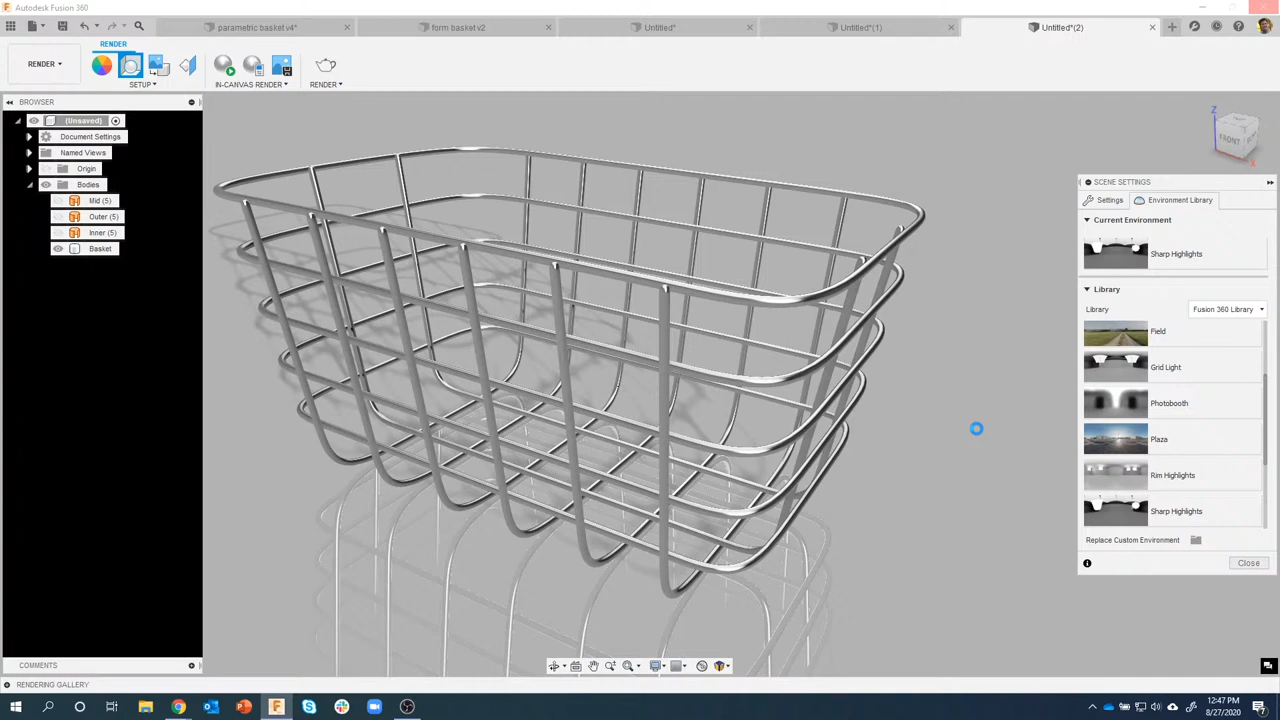 Autodesk Fusion 360
parametric basket v4*
form basket v2
Untitled*
Untitled*(1)
Untitled*(2)
RENDER
RENDER
SETUP
IN-CANVAS RENDER
RENDER
BROWSER
(Unsaved)
Document Settings
Named Views
Origin
Bodies
Mid (5)
Outer (5)
Inner (5)
Basket
Z
FRONT
X
SCENE SETTINGS
Settings
Environment Library
Current Environment
Sharp Highlights
Library
Library
Fusion 360 Library
Field
Grid Light
Photobooth
Plaza
Rim Highlights
Sharp Highlights
Replace Custom Environment
Close
COMMENTS
RENDERING GALLERY
12:47 PM
8/27/2020